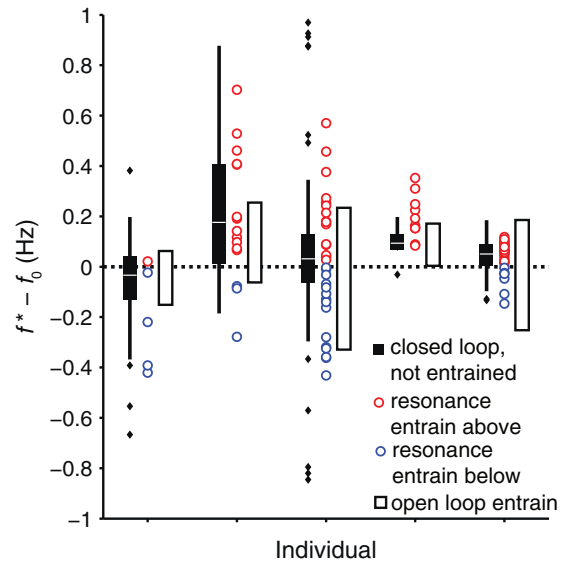 1
0.8
0.6
0.4
0.2
0
−0.2
−0.4
−0.6
−0.8
−1
f* − f0 (Hz)
closed loop,
not entrained
resonance
entrain above
resonance
entrain below
open loop entrain
Individual